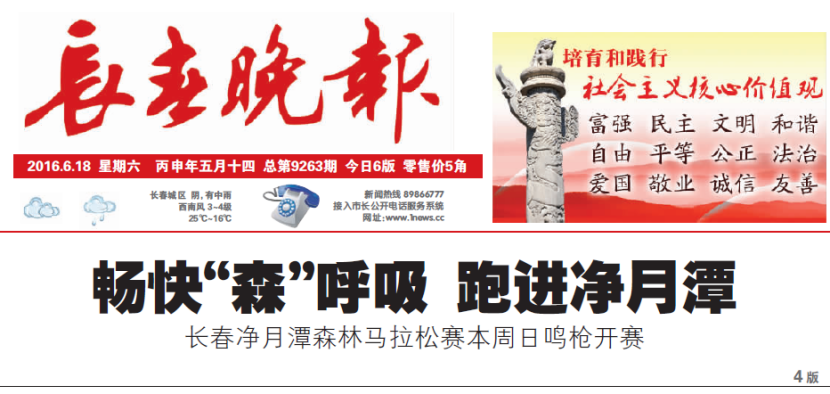 长春晚报
2016.6.18 星期六 丙申年五月十四 总第9263期 今日6版 零售价5角
长春城区 阴,有中雨
西南风 3~4级
25℃~16℃
新闻热线 89866777
接入市长公开电话服务系统
网址:www.1news.cc
培育和践行
社会主义核心价值观
富强 民主 文明 和谐
自由 平等 公正 法治
爱国 敬业 诚信 友善
畅快“森”呼吸 跑进净月潭
长春净月潭森林马拉松赛本周日鸣枪开赛
4版